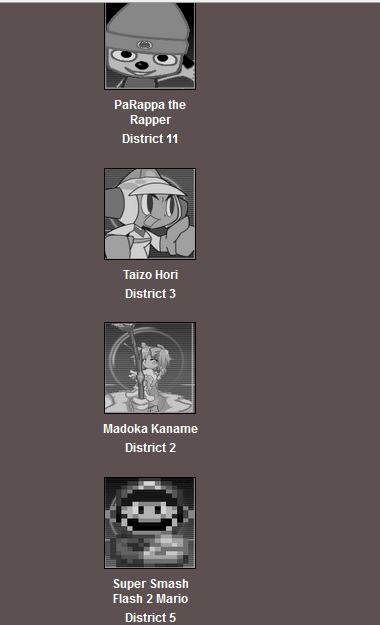 PaRappa the
Rapper
District 11
Taizo Hori
District 3
Madoka Kaname
District 2
Super Smash
Flash 2 Mario
District 5